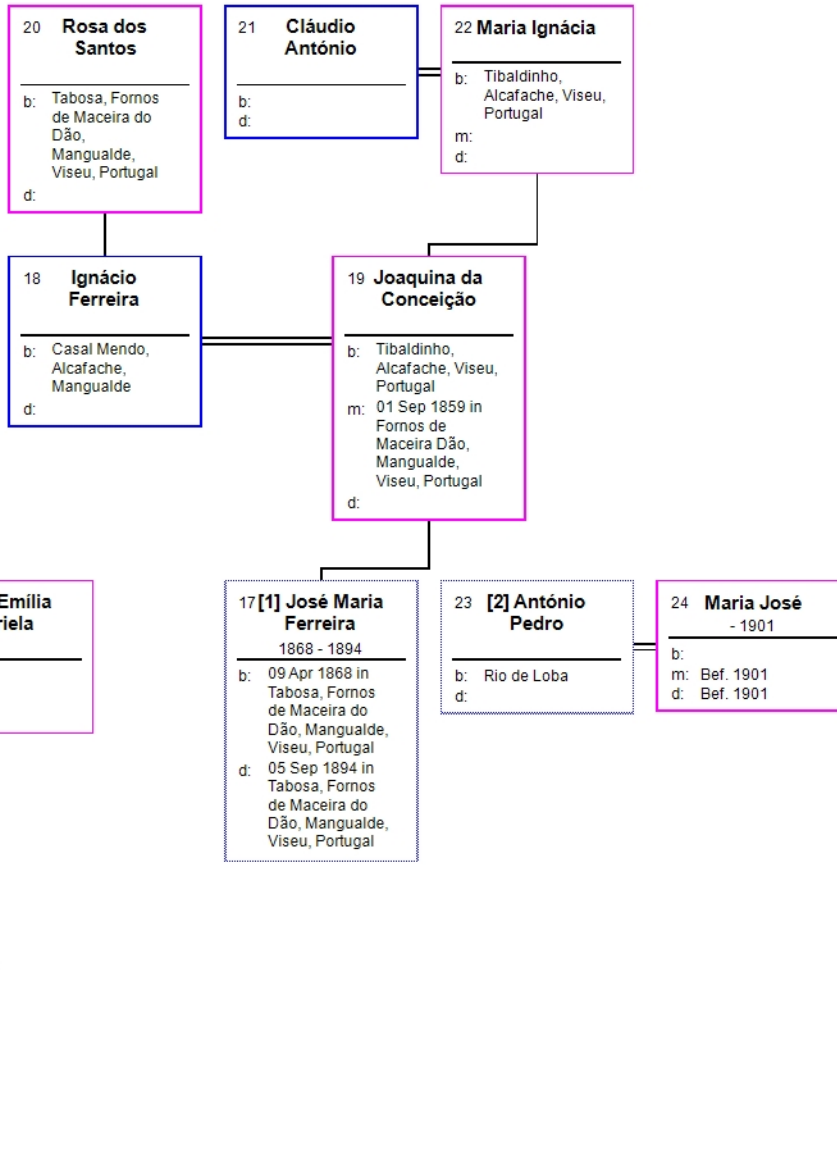 20 Rosa dos
Santos
b: Tabosa, Fornos
de Maceira do
Dão,
Mangualde,
Viseu, Portugal
d:
21 Cláudio
António
b:
d:
22 Maria Ignácia
b: Tibaldinho,
Alcafache, Viseu,
Portugal
m:
d:
18 Ignácio
Ferreira
b: Casal Mendo,
Alcafache,
Mangualde
d:
19 Joaquina da
Conceição
b: Tibaldinho,
Alcafache, Viseu,
Portugal
m: 01 Sep 1859 in
Fornos de
Maceira Dão,
Mangualde,
Viseu, Portugal
d:
Emília
riela
17 [1] José Maria
Ferreira
1868 - 1894
b: 09 Apr 1868 in
Tabosa, Fornos
de Maceira do
Dão, Mangualde,
Viseu, Portugal
d: 05 Sep 1894 in
Tabosa, Fornos
de Maceira do
Dão, Mangualde,
Viseu, Portugal
23 [2] António
Pedro
b: Rio de Loba
d:
24 Maria José
- 1901
b:
m: Bef. 1901
d: Bef. 1901